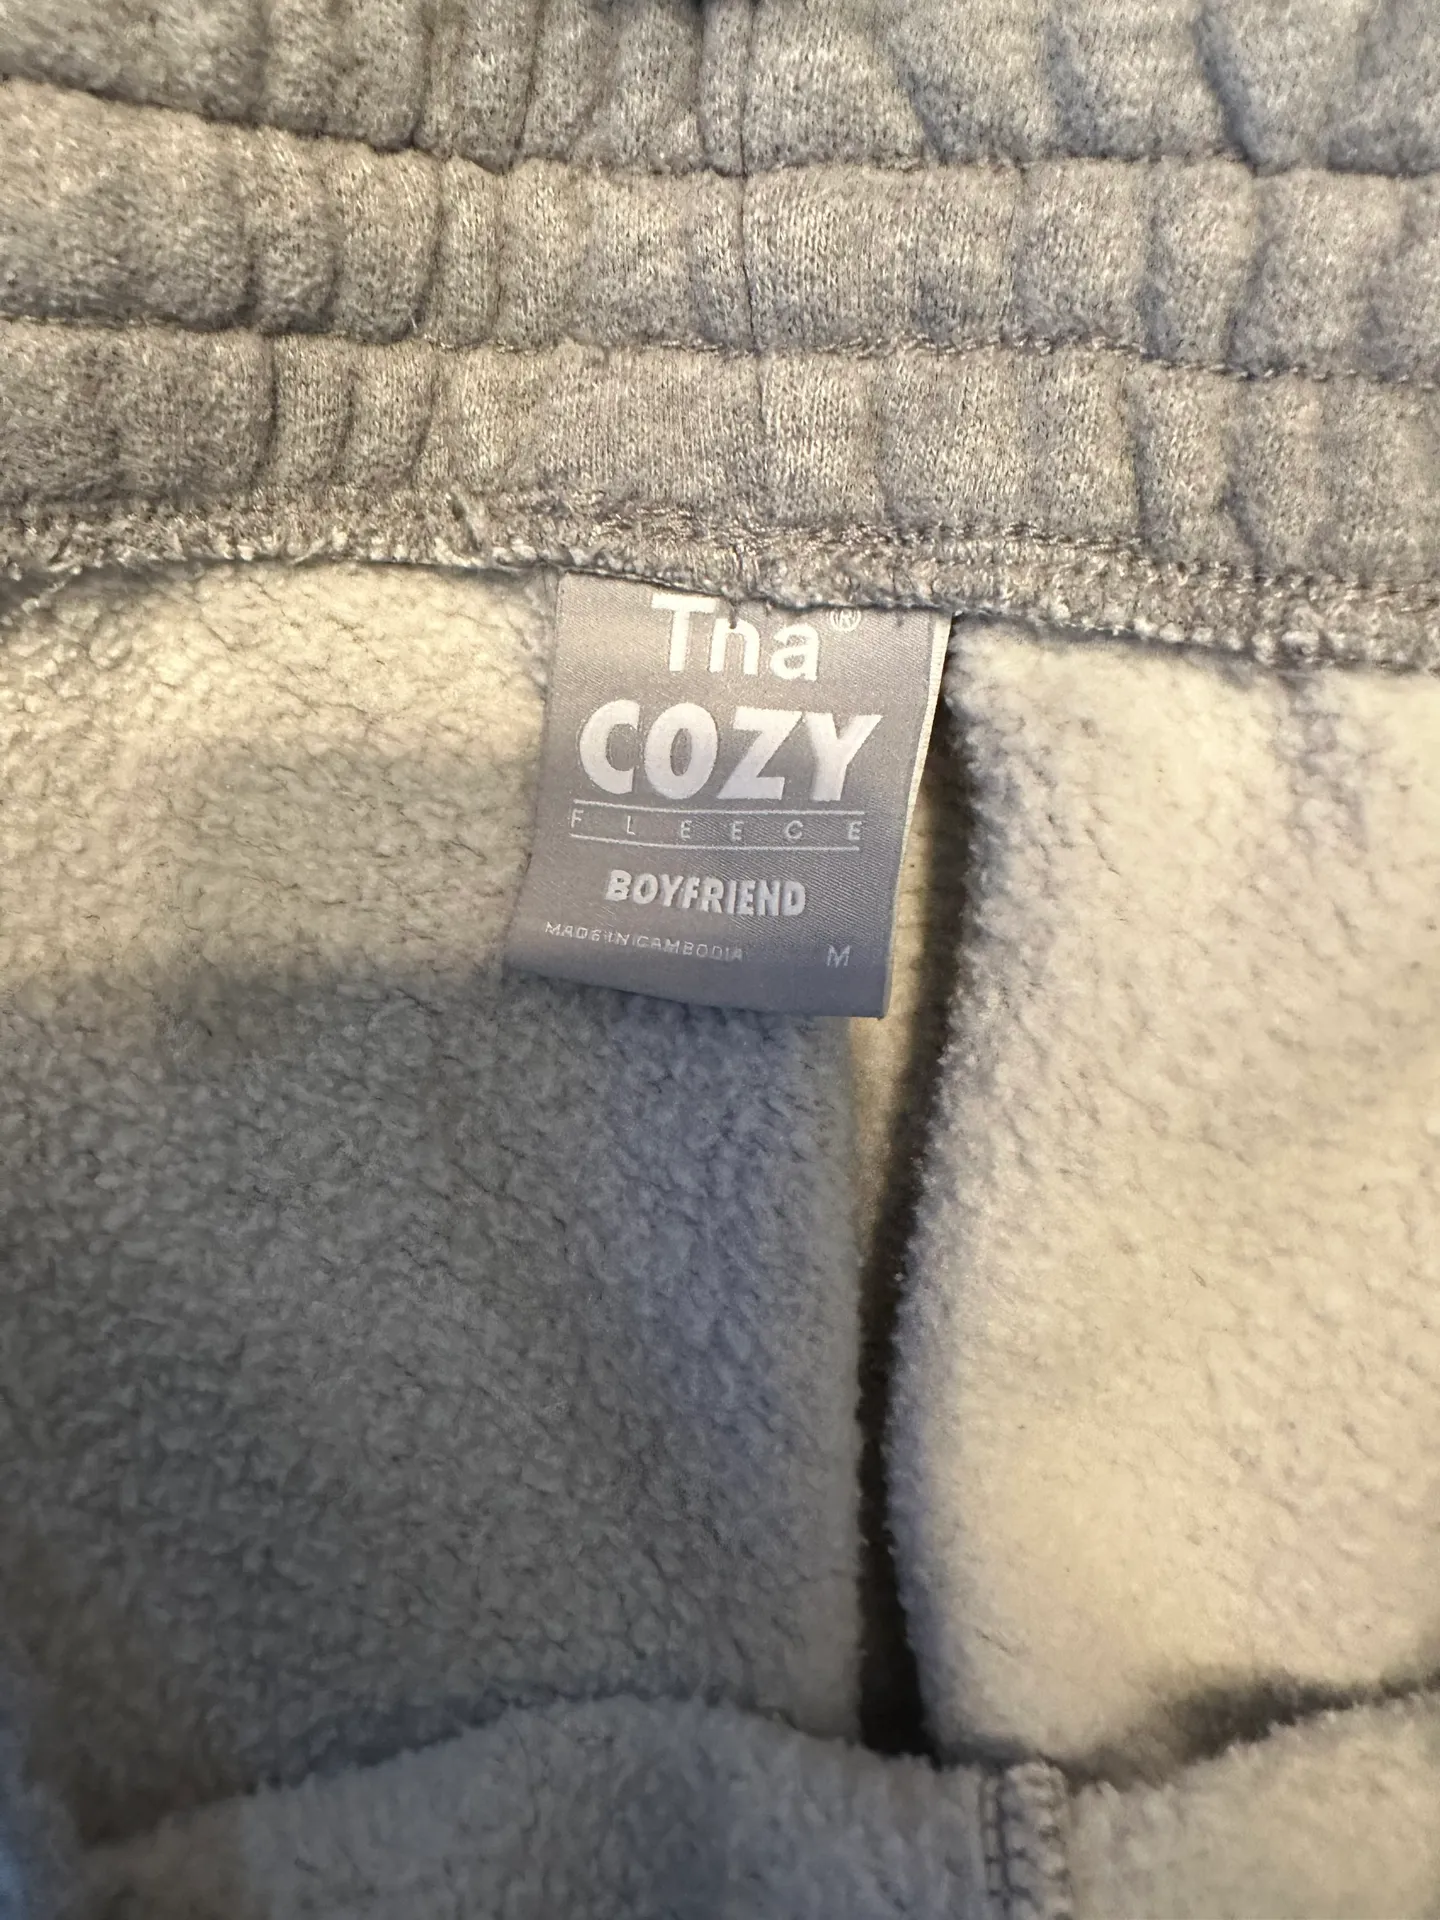 Tna®
COZY
FLEECE
BOYFRIEND
MADE IN CAMBODIA M